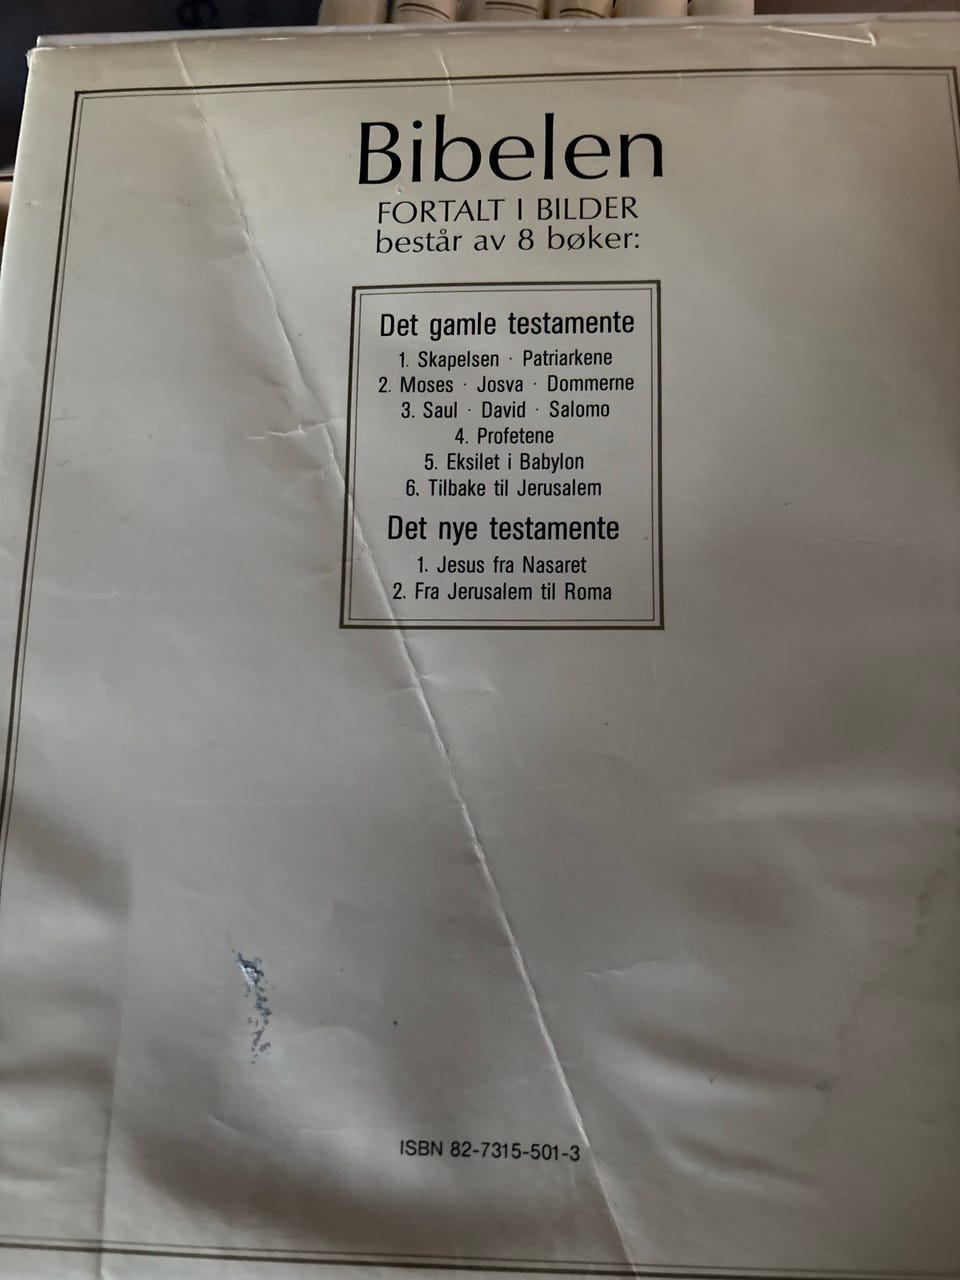 Bibelen
FORTALT I BILDER
består av 8 bøker:
Det gamle testamente
1. Skapelsen · Patriarkene
2. Moses · Josva · Dommerne
3. Saul · David · Salomo
4. Profetene
5. Eksilet i Babylon
6. Tilbake til Jerusalem
Det nye testamente
1. Jesus fra Nasaret
2. Fra Jerusalem til Roma
ISBN 82-7315-501-3